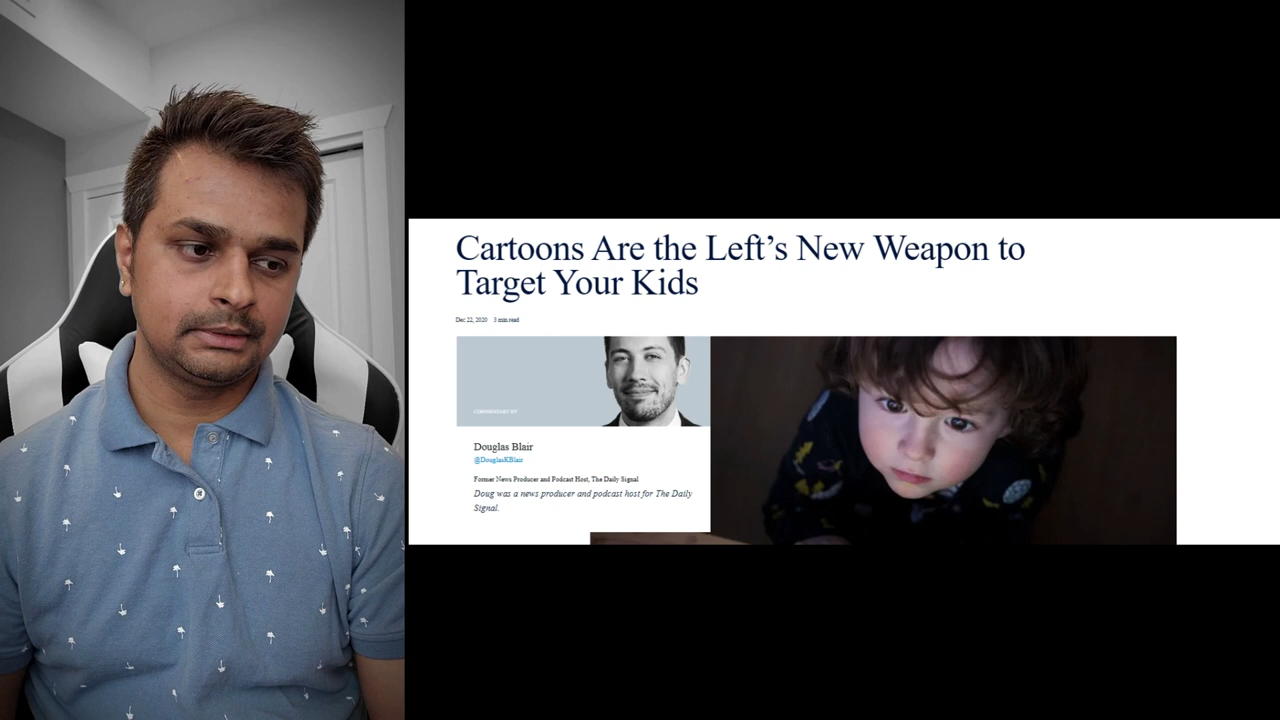 Cartoons Are the Left’s New Weapon to
Target Your Kids
Dec 22, 2020 3 min read
COMMENTARY BY
Douglas Blair
@DouglasKBlair
Former News Producer and Podcast Host, The Daily Signal
Doug was a news producer and podcast host for The Daily
Signal.